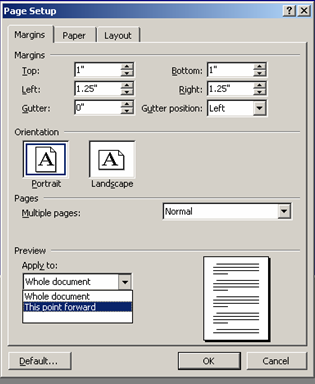 Page Setup
Margins Paper Layout
Margins
Top: 1" Bottom: 1"
Left: 1.25" Right: 1.25"
Gutter: 0" Gutter position: Left
Orientation
A A
Portrait Landscape
Pages
Multiple pages: Normal
Preview
Apply to:
Whole document
Whole document
This point forward
Default... OK Cancel